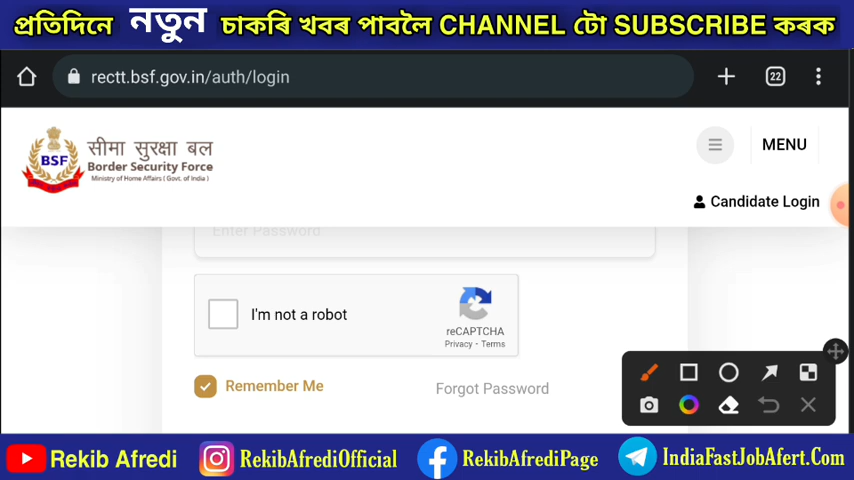 প্ৰতিদিনে নতুন চাকৰি খবৰ পাবলৈ CHANNEL টো SUBSCRIBE কৰক
rectt.bsf.gov.in/auth/login
22
BSF
सीमा सुरक्षा बल
Border Security Force
Ministry of Home Affairs ( Govt. of India )
MENU
Candidate Login
Enter Password
I'm not a robot
reCAPTCHA
Privacy - Terms
Remember Me
Forgot Password
Rekib Afredi
RekibAfrediOfficial
RekibAfrediPage
IndiaFastJobAfert.Com